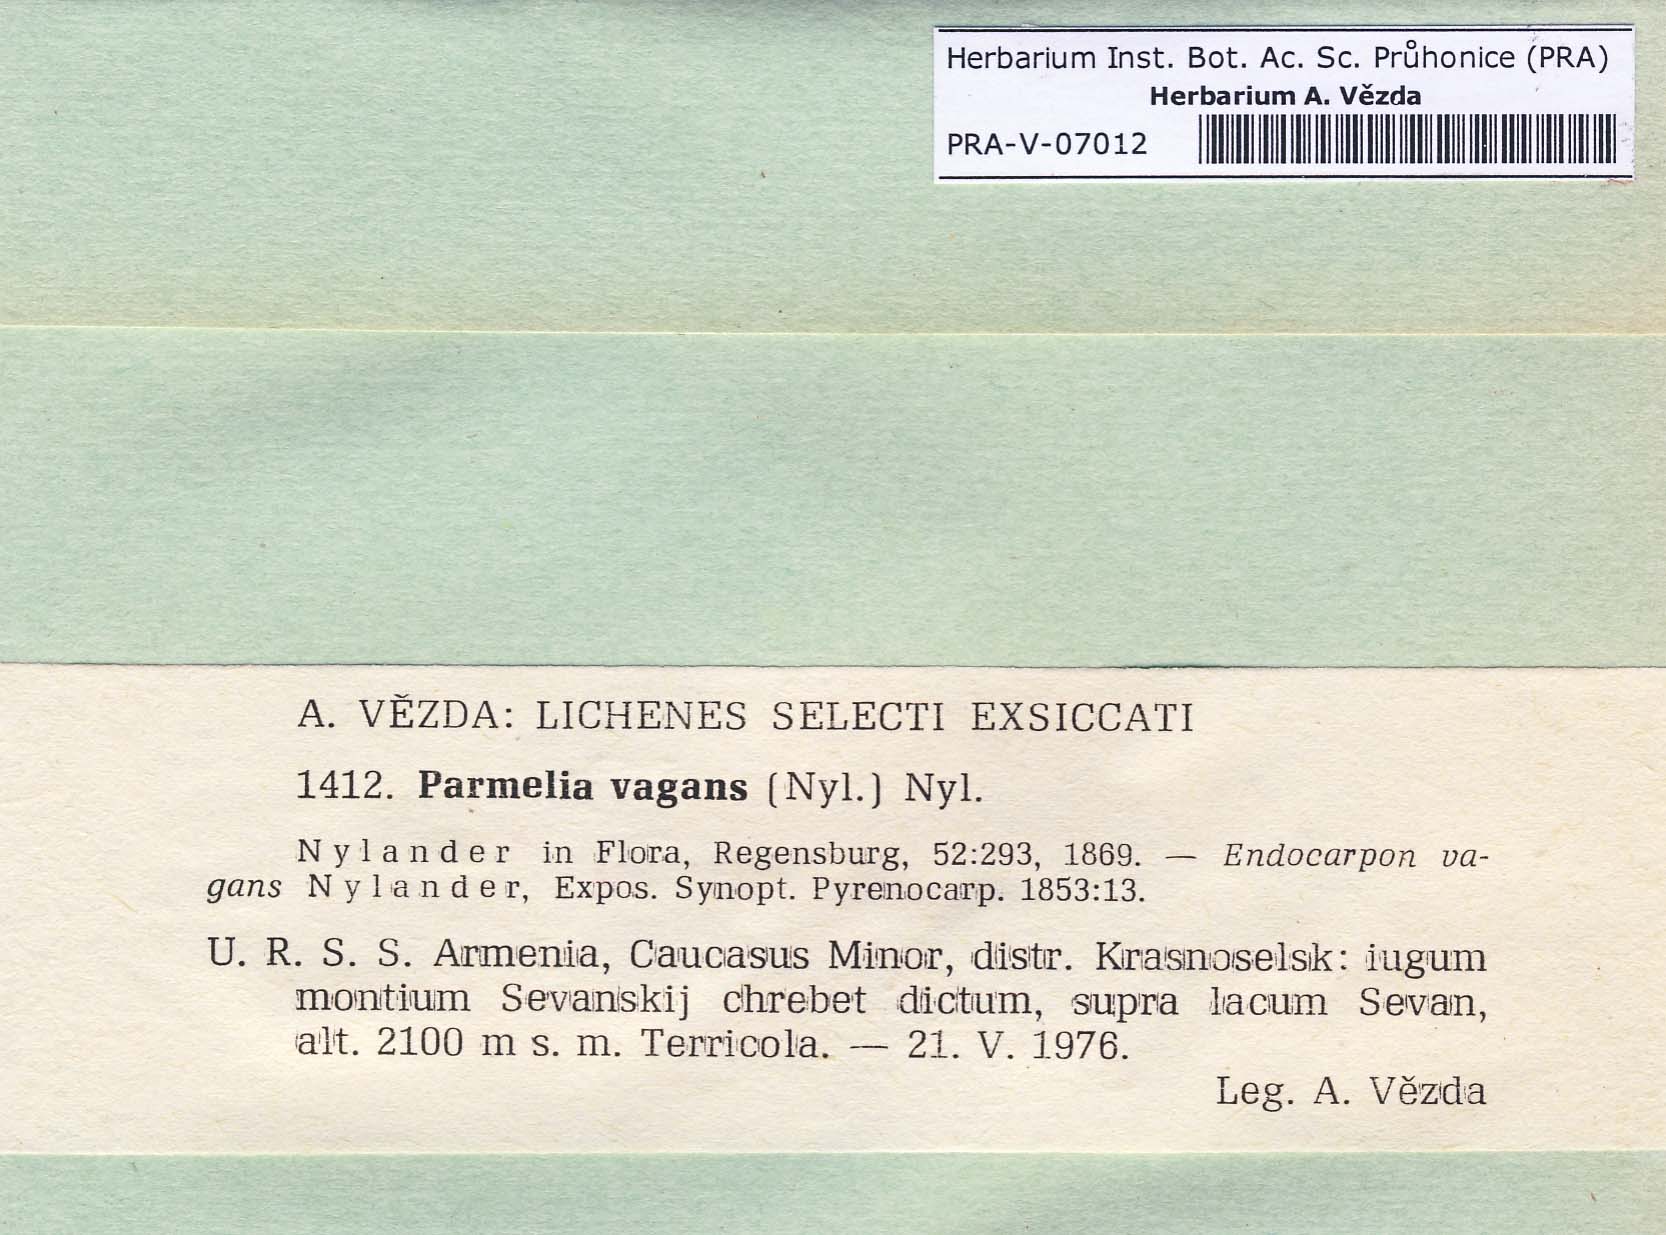 Herbarium Inst. Bot. Ac. Sc. Průhonice (PRA)
Herbarium A. Vězda
PRA-V-07012
A. VĚZDA: LICHENES SELECTI EXSICCATI
1412. Parmelia vagans (Nyl.) Nyl.
Nylander in Flora, Regensburg, 52:293, 1869. — Endocarpon va-
gans Nylander, Expos. Synopt. Pyrenocarp. 1853:13.
U. R. S. S. Armenia, Caucasus Minor, distr. Krasnoselsk: iugum
montium Sevanskij chrebet dictum, supra lacum Sevan,
alt. 2100 m s. m. Terricola. — 21. V. 1976.
Leg. A. Vězda